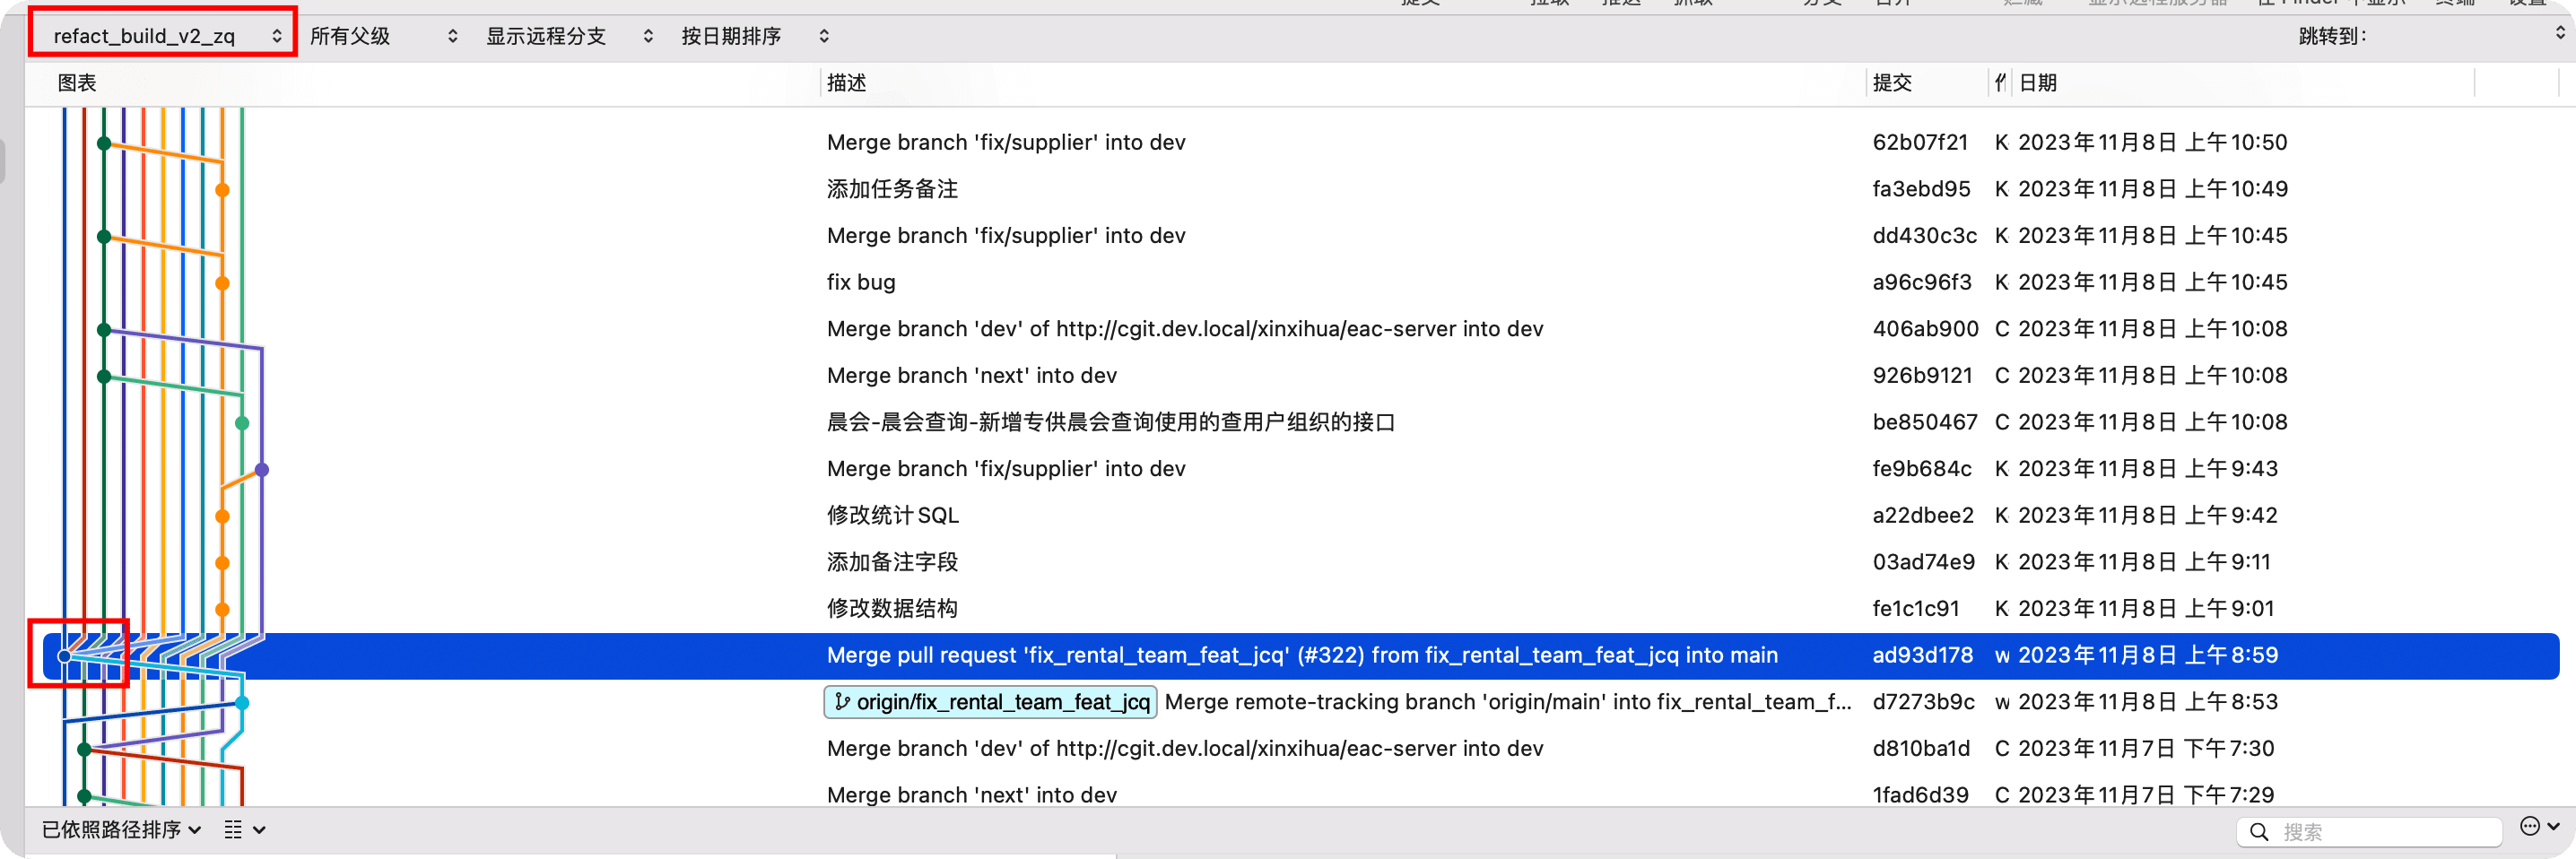 refact_build_v2_zq 所有父级 显示远程分支 按日期排序 跳转到:
图表 描述 提交 日期
Merge branch 'fix/supplier' into dev 62b07f21 K 2023年11月8日 上午10:50
添加任务备注 fa3ebd95 K 2023年11月8日 上午10:49
Merge branch 'fix/supplier' into dev dd430c3c K 2023年11月8日 上午10:45
fix bug a96c96f3 K 2023年11月8日 上午10:45
Merge branch 'dev' of http://cgit.dev.local/xinxihua/eac-server into dev 406ab900 C 2023年11月8日 上午10:08
Merge branch 'next' into dev 926b9121 C 2023年11月8日 上午10:08
晨会-晨会查询-新增专供晨会查询使用的查用户组织的接口 be850467 C 2023年11月8日 上午10:08
Merge branch 'fix/supplier' into dev fe9b684c K 2023年11月8日 上午9:43
修改统计SQL a22dbee2 K 2023年11月8日 上午9:42
添加备注字段 03ad74e9 K 2023年11月8日 上午9:11
修改数据结构 fe1c1c91 K 2023年11月8日 上午9:01
Merge pull request 'fix_rental_team_feat_jcq' (#322) from fix_rental_team_feat_jcq into main ad93d178 w 2023年11月8日 上午8:59
origin/fix_rental_team_feat_jcq Merge remote-tracking branch 'origin/main' into fix_rental_team_f... d7273b9c w 2023年11月8日 上午8:53
Merge branch 'dev' of http://cgit.dev.local/xinxihua/eac-server into dev d810ba1d C 2023年11月7日 下午7:30
Merge branch 'next' into dev 1fad6d39 C 2023年11月7日 下午7:29
已依照路径排序 搜索